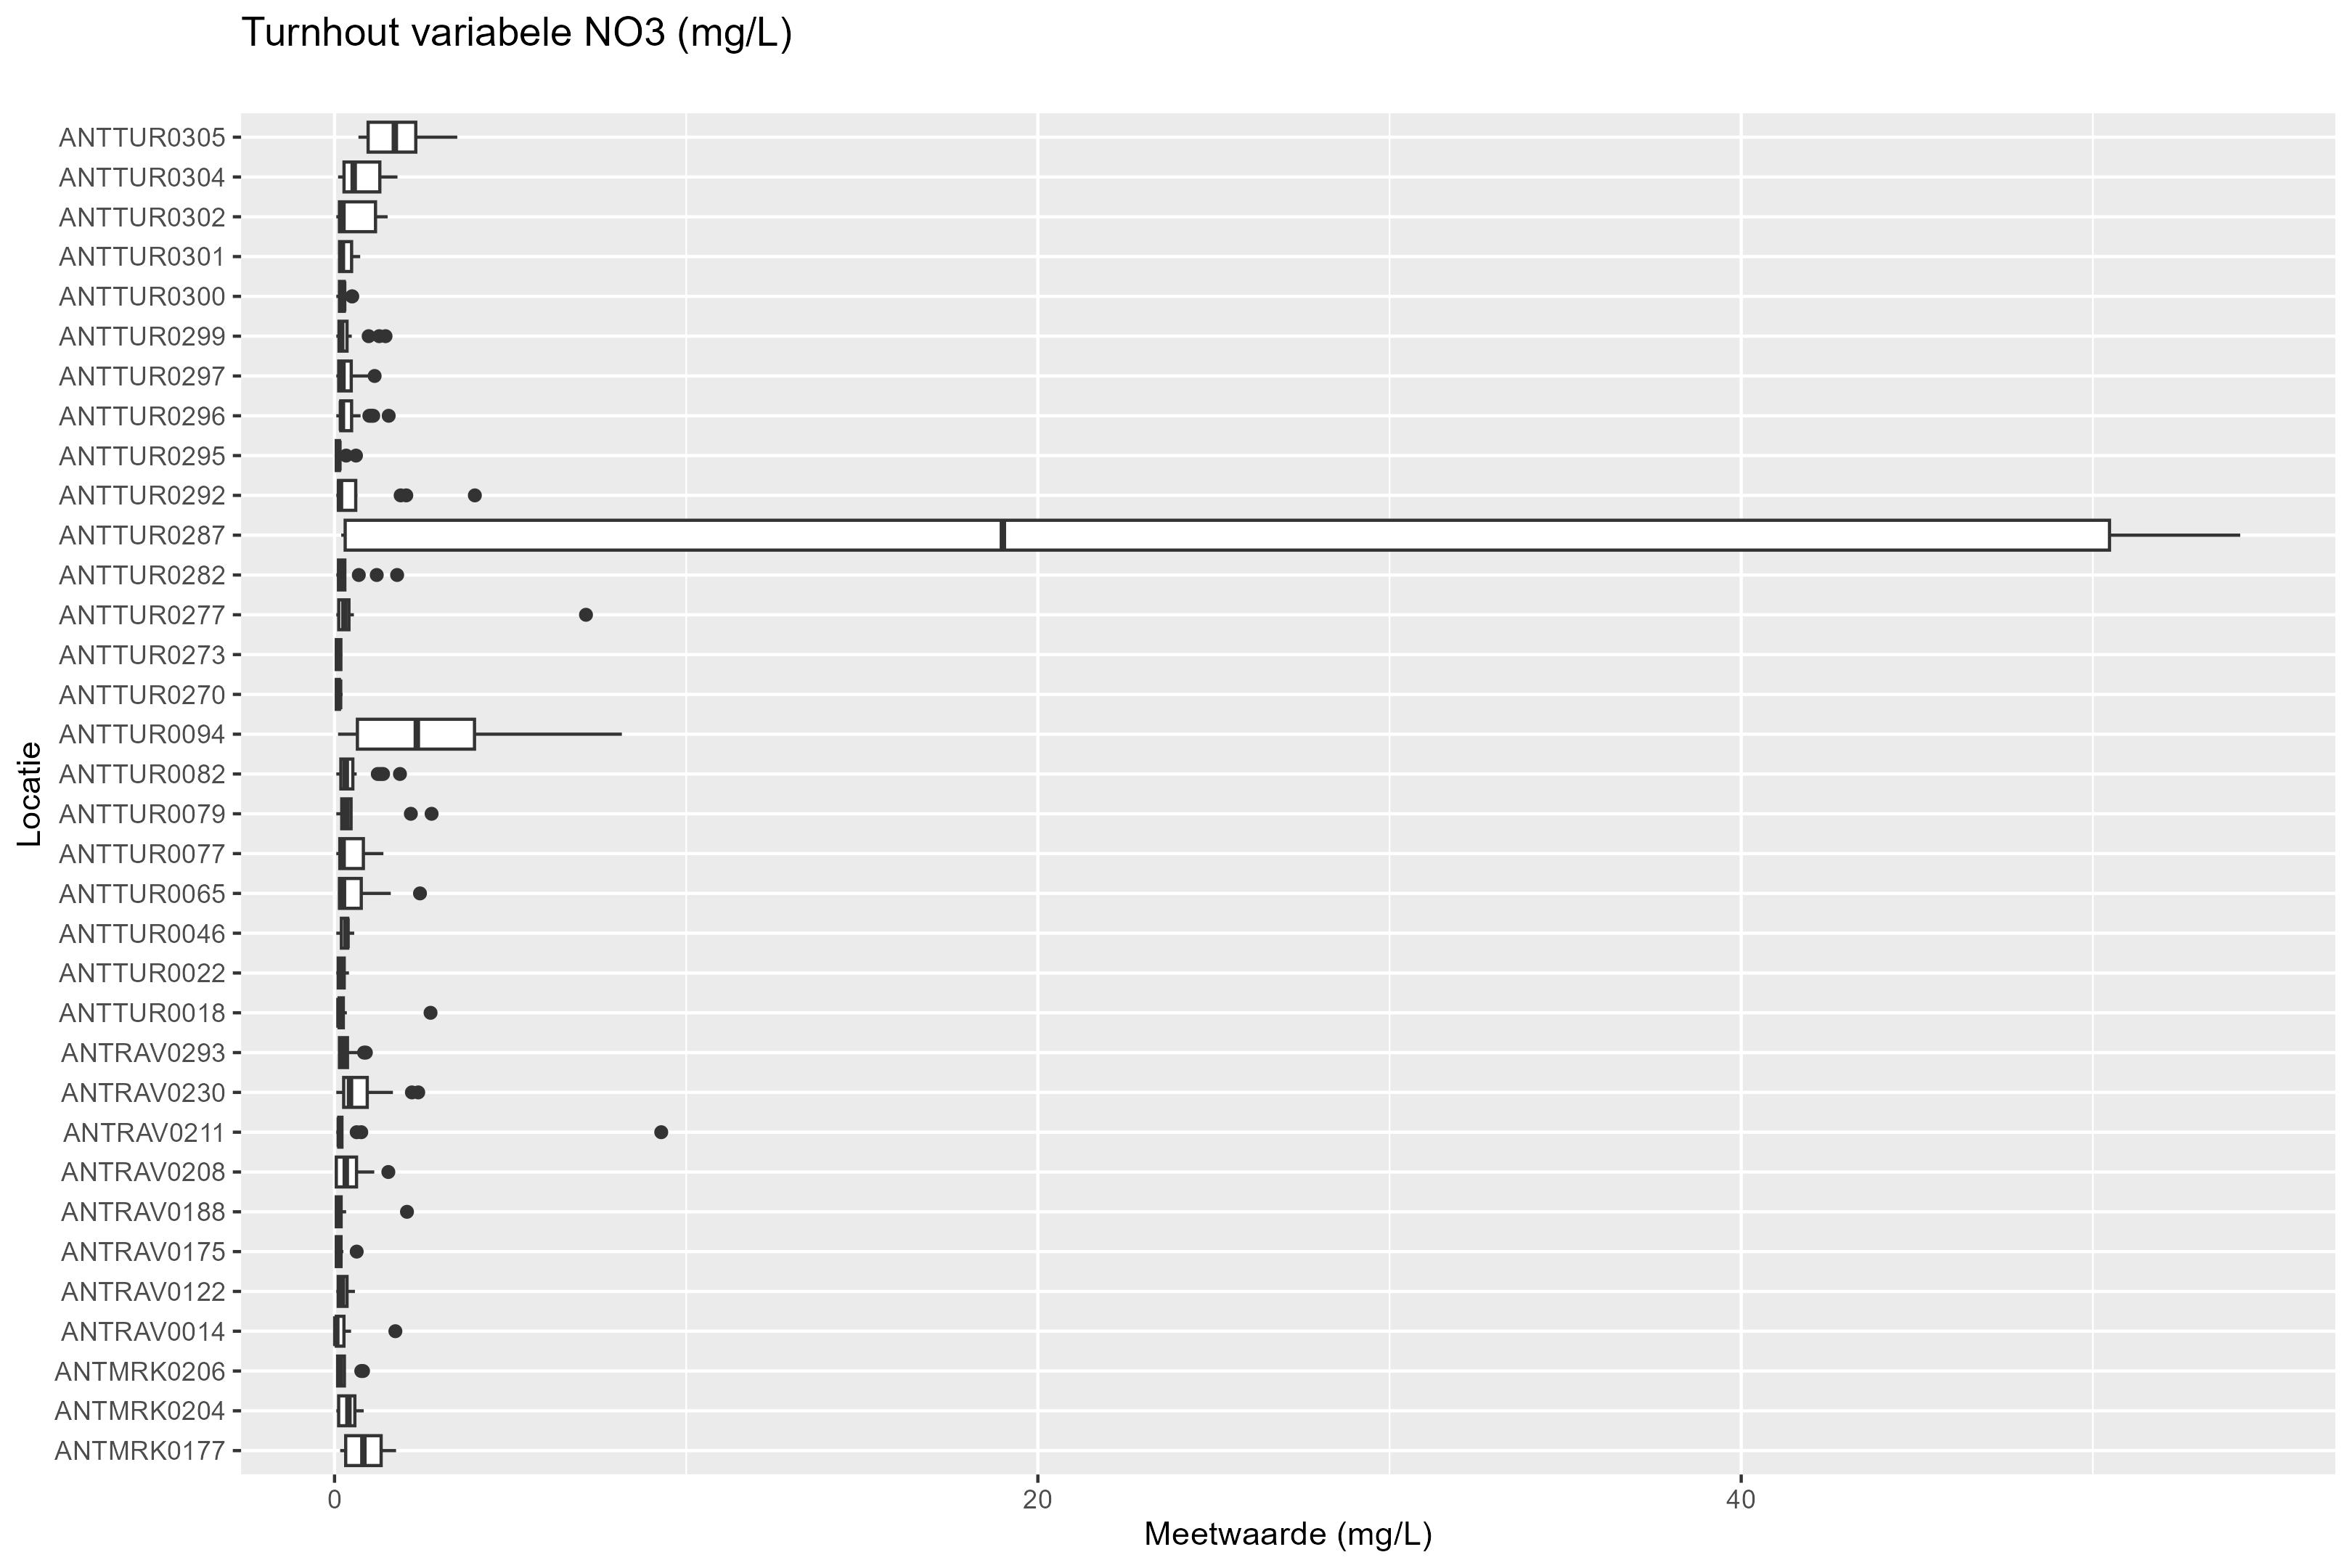 Turnhout variabele NO3 (mg/L)
ANTTUR0305
ANTTUR0304
ANTTUR0302
ANTTUR0301
ANTTUR0300
ANTTUR0299
ANTTUR0297
ANTTUR0296
ANTTUR0295
ANTTUR0292
ANTTUR0287
ANTTUR0282
ANTTUR0277
ANTTUR0273
ANTTUR0270
ANTTUR0094
ANTTUR0082
ANTTUR0079
ANTTUR0077
ANTTUR0065
ANTTUR0046
ANTTUR0022
ANTTUR0018
ANTRAV0293
ANTRAV0230
ANTRAV0211
ANTRAV0208
ANTRAV0188
ANTRAV0175
ANTRAV0122
ANTRAV0014
ANTMRK0206
ANTMRK0204
ANTMRK0177
Locatie
0 20 40
Meetwaarde (mg/L)